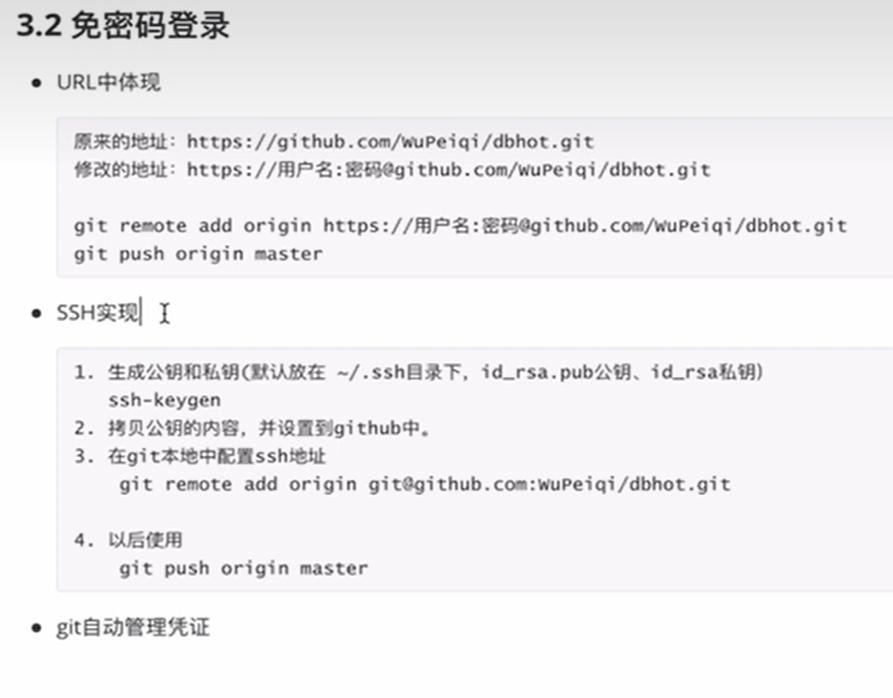 3.2 免密码登录
URL中体现
原来的地址：https://github.com/WuPeiqi/dbhot.git
修改的地址：https://用户名:密码@github.com/WuPeiqi/dbhot.git
git remote add origin https://用户名:密码@github.com/WuPeiqi/dbhot.git
git push origin master
SSH实现
1. 生成公钥和私钥(默认放在 ~/.ssh目录下，id_rsa.pub公钥、id_rsa私钥)
ssh-keygen
2. 拷贝公钥的内容，并设置到github中。
3. 在git本地中配置ssh地址
git remote add origin git@github.com:WuPeiqi/dbhot.git
4. 以后使用
git push origin master
git自动管理凭证